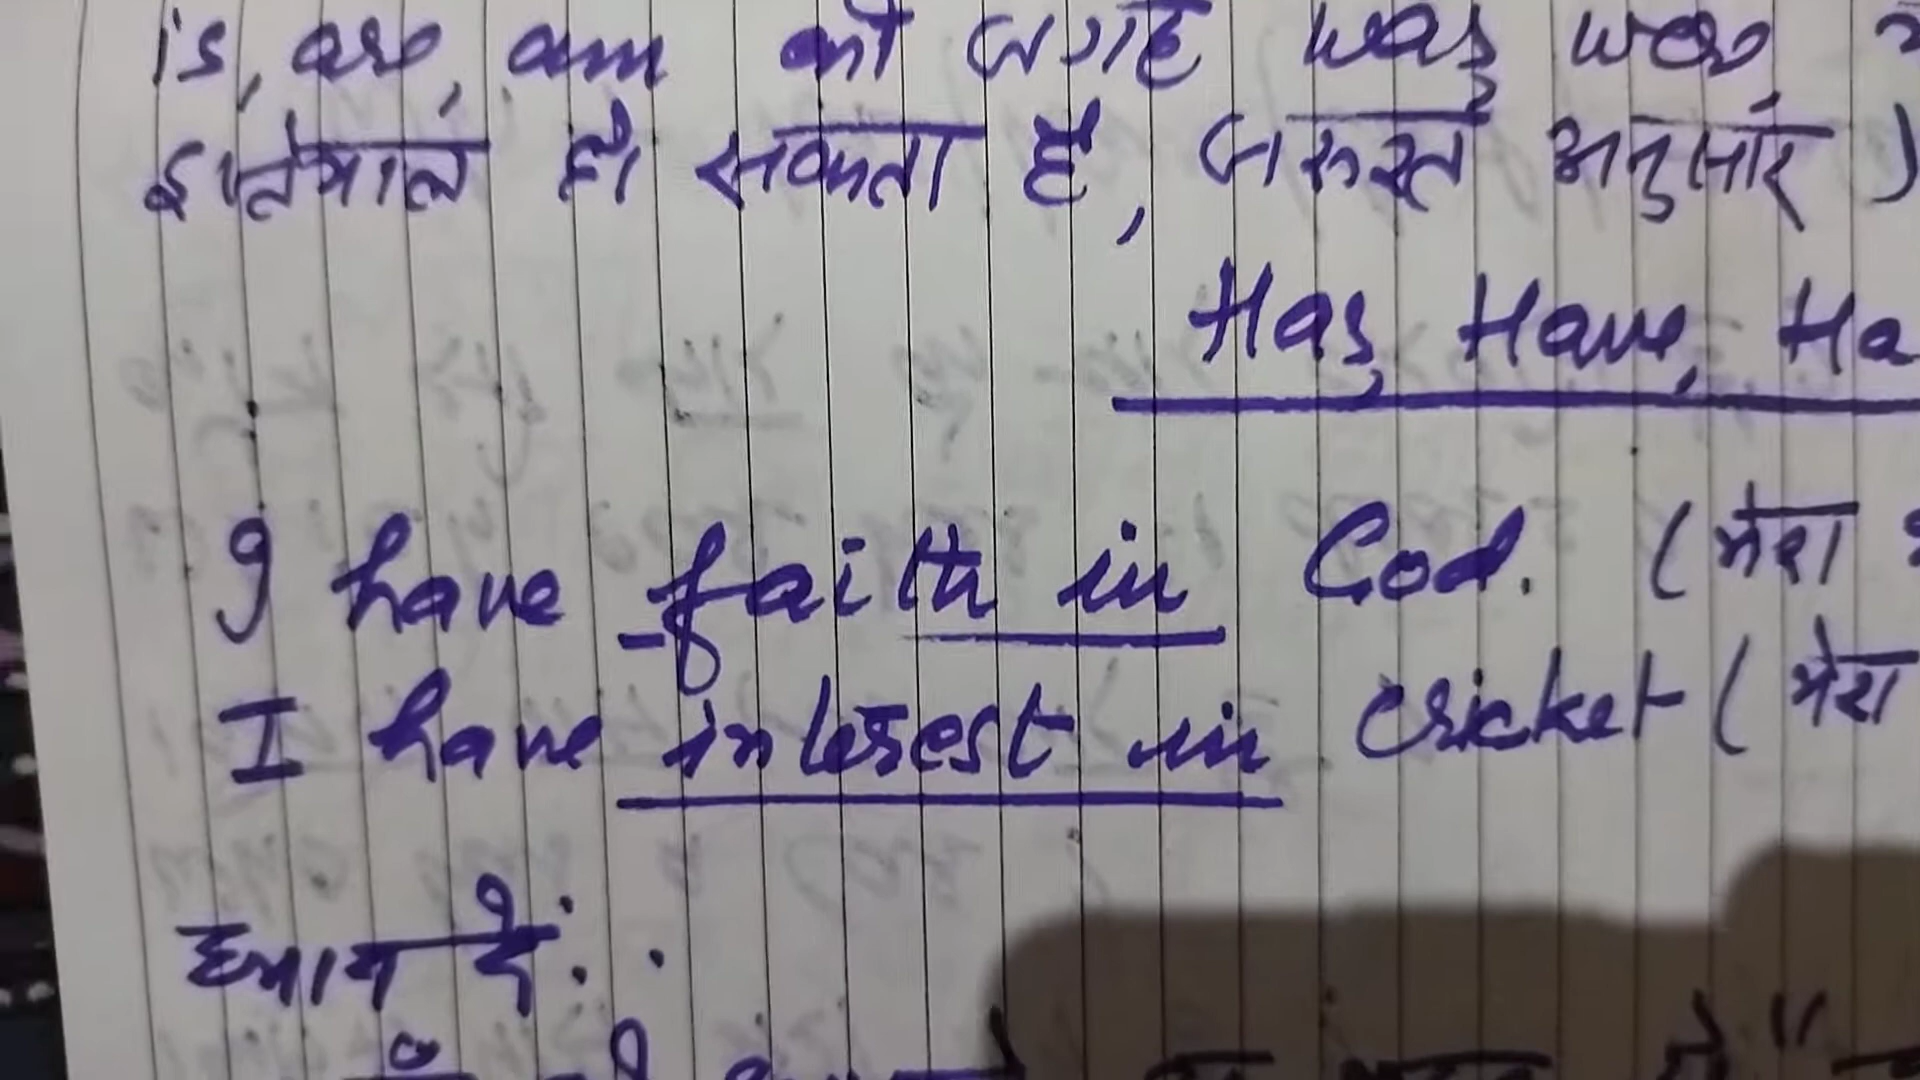 is, are, am की जगह was, were,
इस्तेमाल हो सकता है, जरूरत अनुसार)
Has, Have, Ha
I have faith in God. (मेरा
I have interest in cricket (मेरा
ध्यान दें: